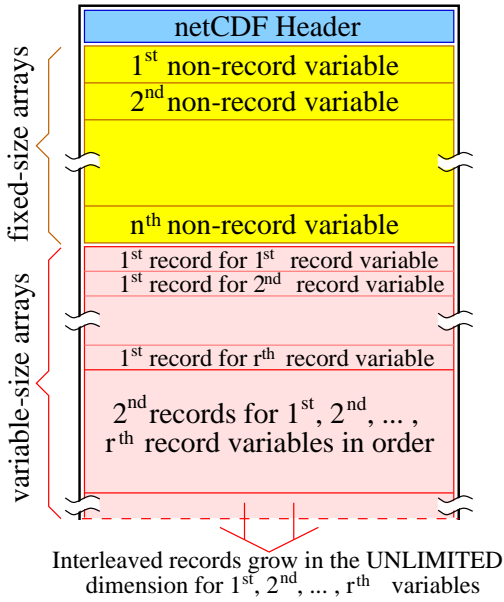 netCDF Header
1st non-record variable
2nd non-record variable
nth non-record variable
fixed-size arrays
1st record for 1st record variable
1st record for 2nd record variable
1st record for rth record variable
2nd records for 1st, 2nd, ... ,
rth record variables in order
variable-size arrays
Interleaved records grow in the UNLIMITED
dimension for 1st, 2nd, ... , rth variables